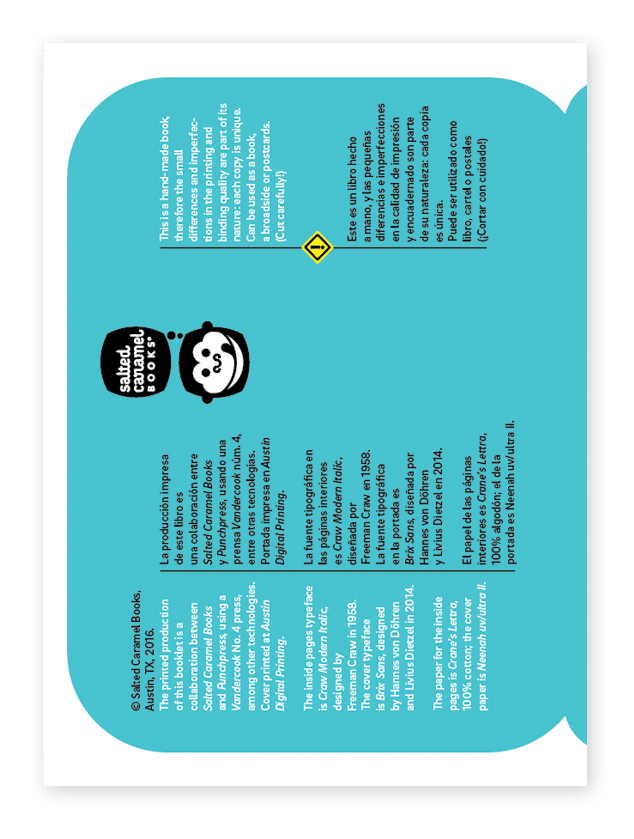 © Salted Caramel Books,
Austin, TX, 2016.
The printed production
of this booklet is a
collaboration between
Salted Caramel Books
and Punchpress, using a
Vandercook No. 4 press,
among other technologies.
Cover printed at Austin
Digital Printing.
The inside pages typeface
is Craw Modern Italic,
designed by
Freeman Craw in 1958.
The cover typeface
is Brix Sans, designed
by Hannes von Döhren
and Livius Dietzel in 2014.
The paper for the inside
pages is Crane's Lettra,
100% cotton; the cover
paper is Neenah uv/ultra II.
La producción impresa
de este libro es
una colaboración entre
Salted Caramel Books
y Punchpress, usando una
prensa Vandercook núm. 4,
entre otras tecnologías.
Portada impresa en Austin
Digital Printing.
La fuente tipográfica en
las páginas interiores
es Craw Modern Italic,
diseñada por
Freeman Craw en 1958.
La fuente tipográfica
en la portada es
Brix Sans, diseñada por
Hannes von Döhren
y Livius Dietzel en 2014.
El papel de las páginas
interiores es Crane's Lettra,
100% algodón; el de la
portada es Neenah uv/ultra II.
salted
caramel
BOOKS®
This is a hand-made book,
therefore the small
differences and imperfec-
tions in the printing and
binding quality are part of its
nature: each copy is unique.
Can be used as a book,
a broadside or postcards.
(Cut carefully!)
!
Este es un libro hecho
a mano, y las pequeñas
diferencias e imperfecciones
en la calidad de impresión
y encuadernado son parte
de su naturaleza: cada copia
es única.
Puede ser utilizado como
libro, cartel o postales
(¡Cortar con cuidado!)